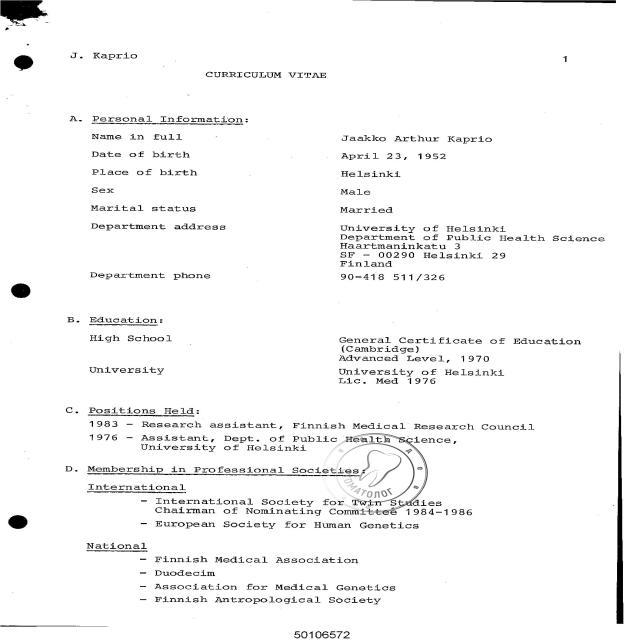 J. Kaprio
1
CURRICULUM VITAE
A. Personal Information:
Name in full Jaakko Arthur Kaprio
Date of birth April 23, 1952
Place of birth Helsinki
Sex Male
Marital status Married
Department address University of Helsinki
Department of Public Health Science
Haartmaninkatu 3
SF - 00290 Helsinki 29
Finland
Department phone 90-418 511/326
B. Education:
High School General Certificate of Education
(Cambridge)
Advanced Level, 1970
University University of Helsinki
Lic. Med 1976
C. Positions Held:
1983 - Research assistant, Finnish Medical Research Council
1976 - Assistant, Dept. of Public Health Science,
University of Helsinki
D. Membership in Professional Societies:
International
- International Society for Twin Studies
Chairman of Nominating Committee 1984-1986
- European Society for Human Genetics
National
- Finnish Medical Association
- Duodecim
- Association for Medical Genetics
- Finnish Antropological Society
50106572